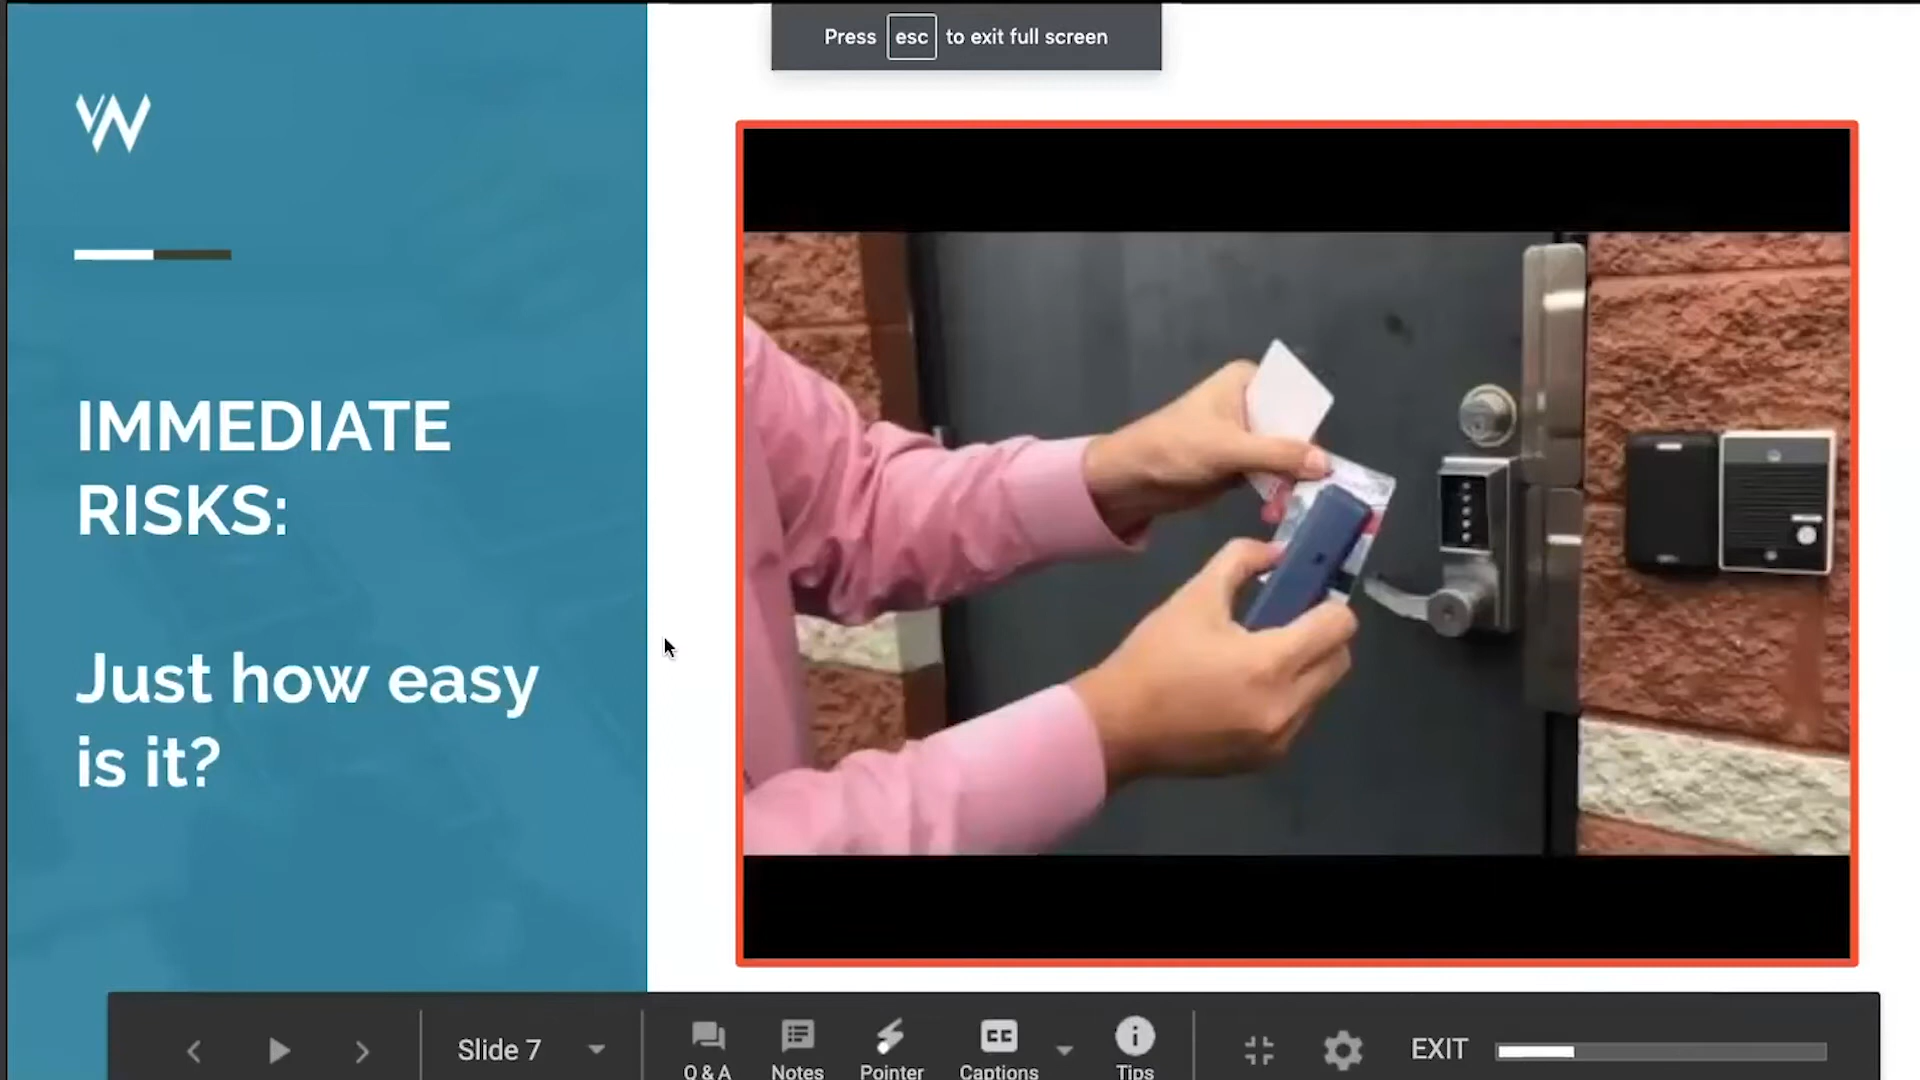 Press esc to exit full screen
W
IMMEDIATE
RISKS:
Just how easy
is it?
Slide 7
Q & A
Notes
Pointer
CC
Captions
Tips
EXIT